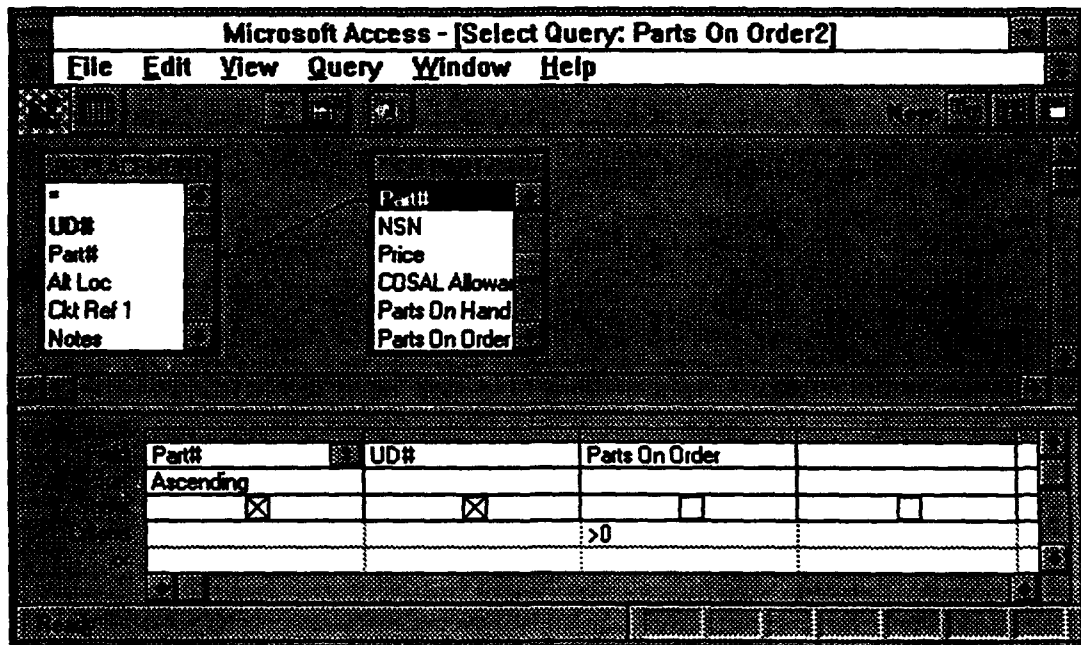 Microsoft Access - [Select Query: Parts On Order2]
File Edit View Query Window Help
*
UD#
Part#
Alt Loc
Ckt Ref 1
Notes
Part#
NSN
Price
COSAL Allowa
Parts On Hand
Parts On Order
Part# UD# Parts On Order
Ascending
>0